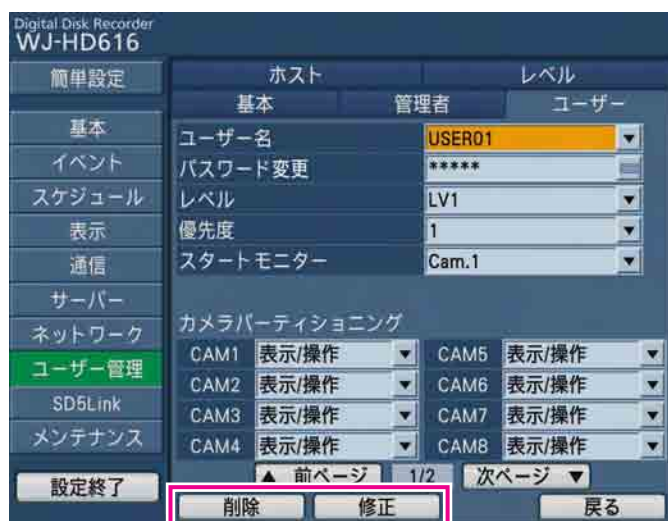 Digital Disk Recorder
WJ-HD616
簡単設定
基本
イベント
スケジュール
表示
通信
サーバー
ネットワーク
ユーザー管理
SD5Link
メンテナンス
設定終了
ホスト レベル
基本 管理者 ユーザー
ユーザー名 USER01
パスワード変更 *****
レベル LV1
優先度 1
スタートモニター Cam.1
カメラパーティショニング
CAM1 表示/操作 CAM5 表示/操作
CAM2 表示/操作 CAM6 表示/操作
CAM3 表示/操作 CAM7 表示/操作
CAM4 表示/操作 CAM8 表示/操作
▲ 前ページ 1/2 次ページ ▼
削除 修正 戻る